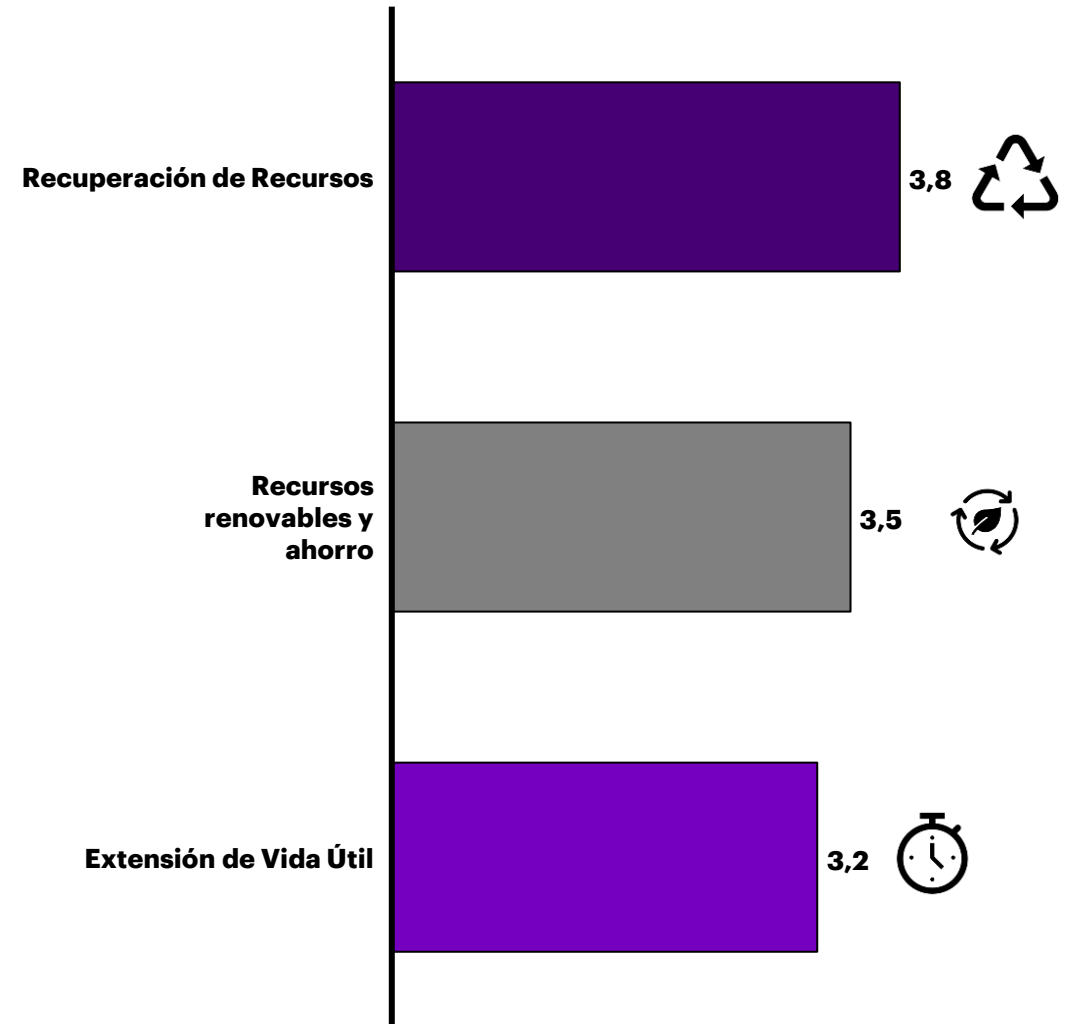 Recuperación de Recursos
3,8
Recursos
renovables y
ahorro
3,5
Extensión de Vida Útil
3,2